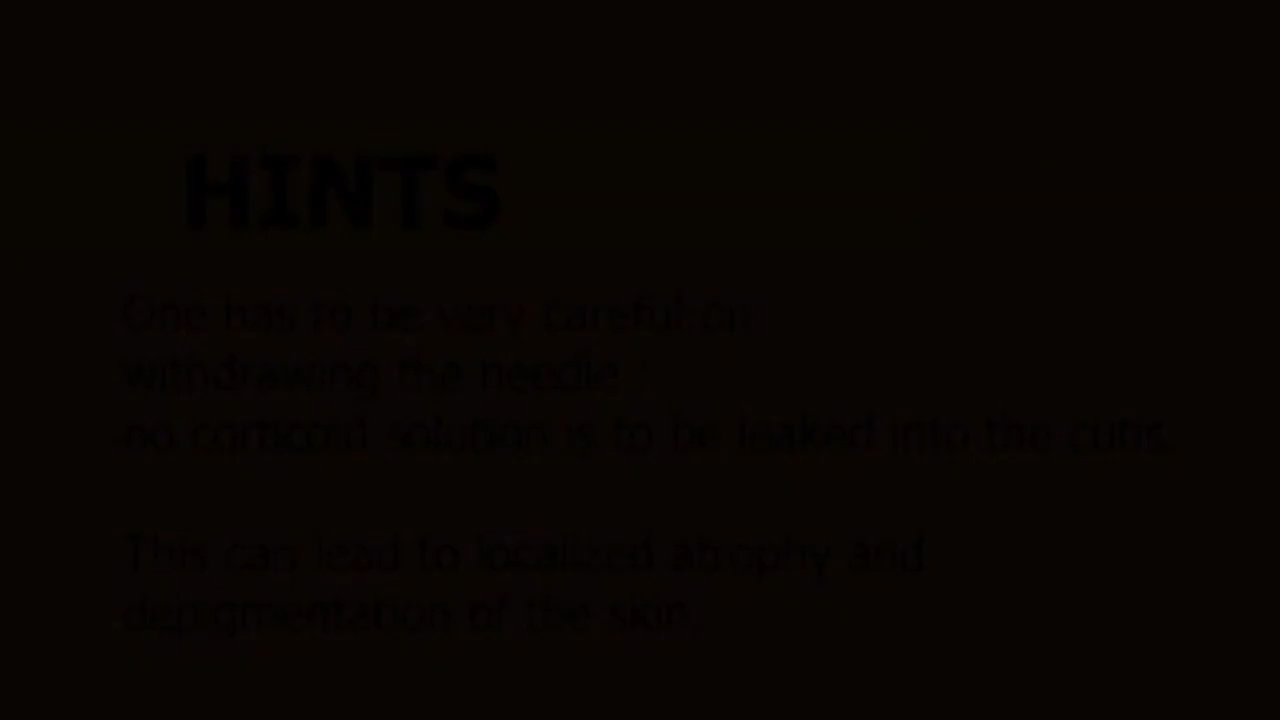 HINTS
One has to be very careful on
withdrawing the needle ;
no corticoid solution is to be leaked into the cutis.
This can lead to localized atrophy and
depigmentation of the skin.